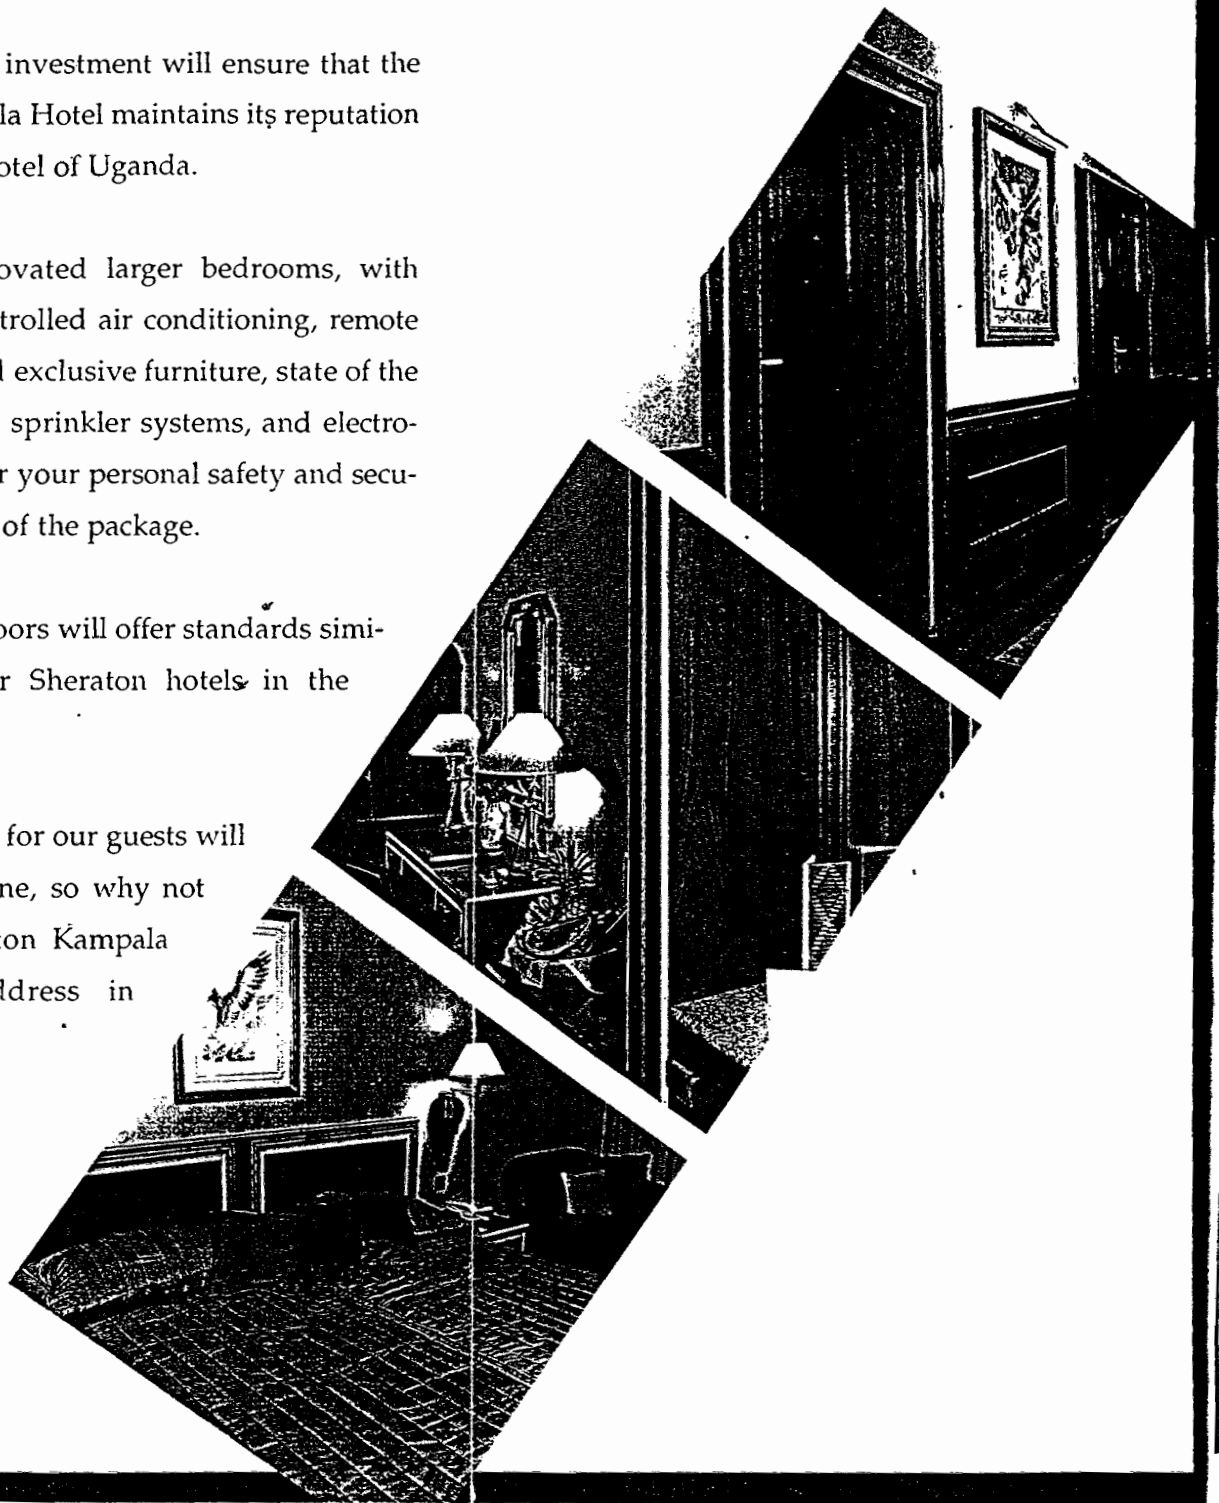 investment will ensure that the
la Hotel maintains its reputation
otel of Uganda.
ovated larger bedrooms, with
trolled air conditioning, remote
exclusive furniture, state of the
sprinkler systems, and electro-
r your personal safety and secu-
of the package.
oors will offer standards simi-
r Sheraton hotels in the
for our guests will
ne, so why not
on Kampala
ddress in